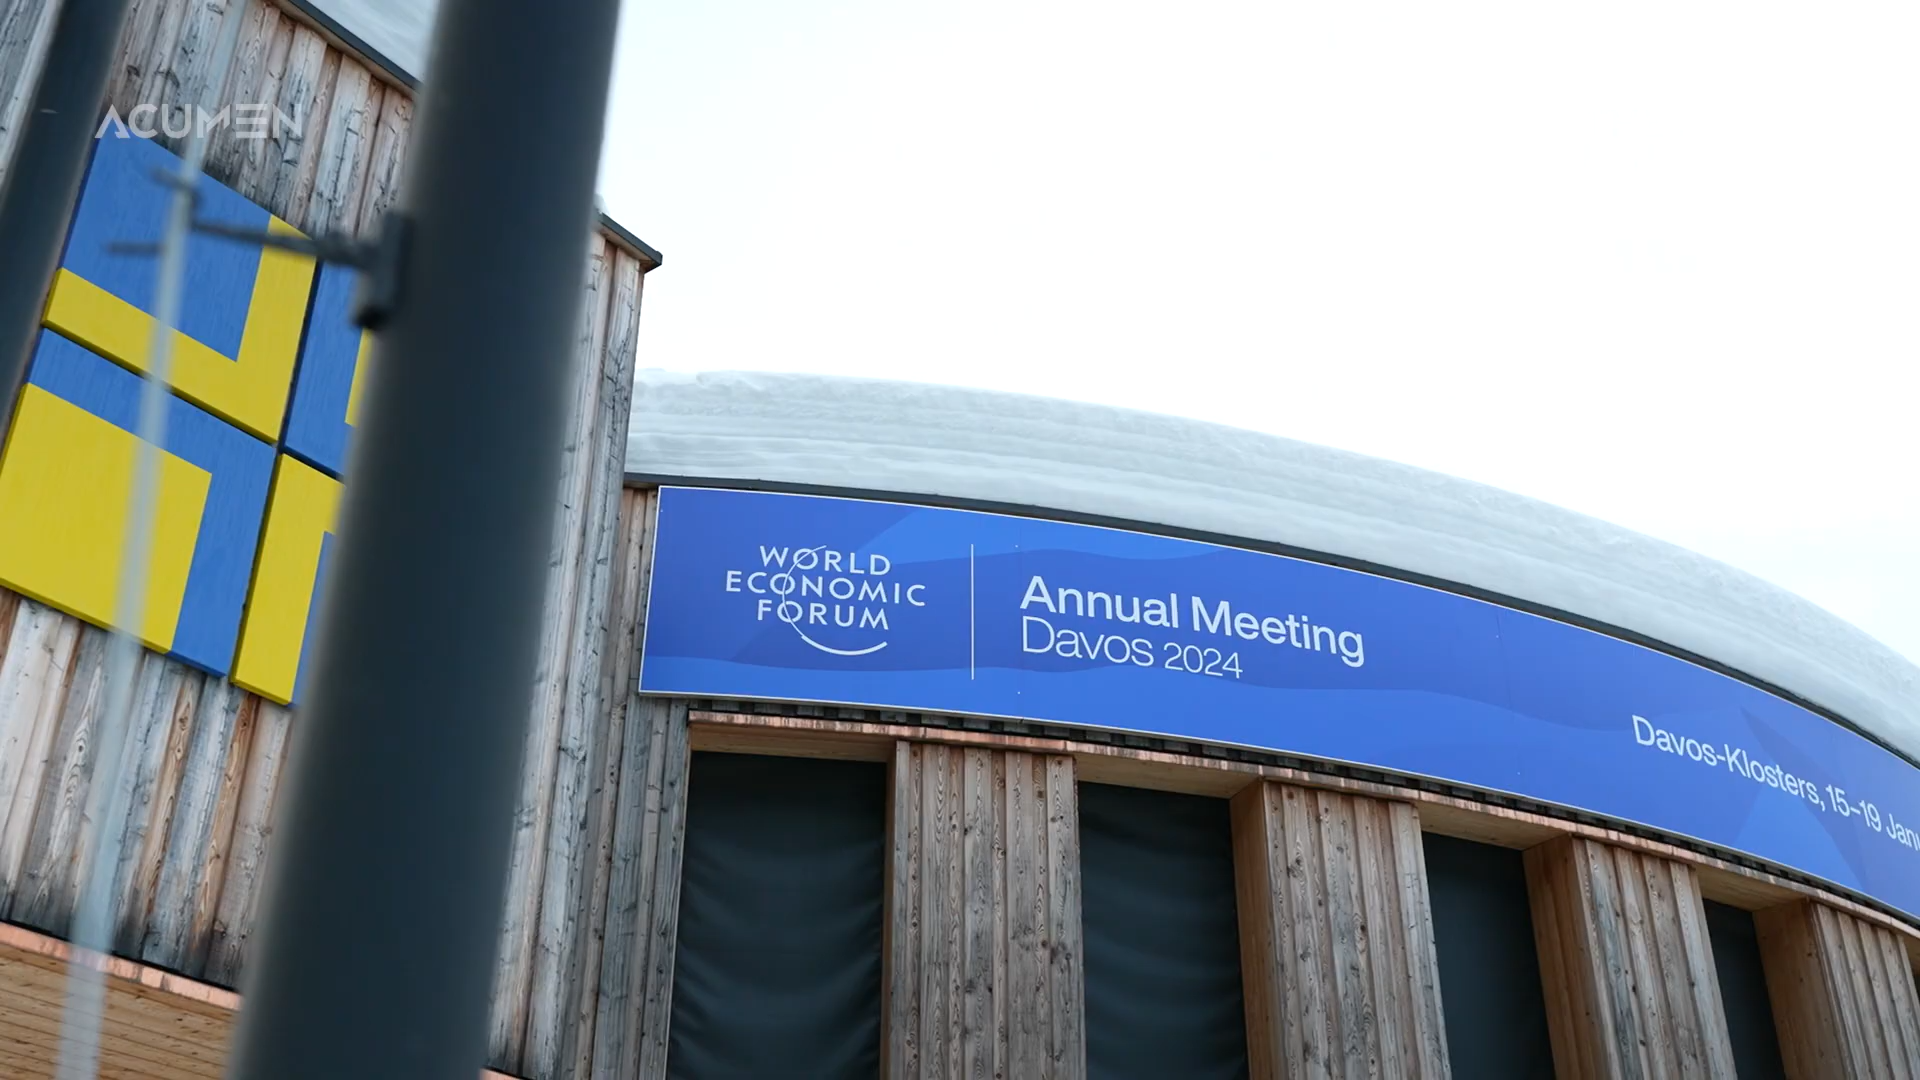 ACUMEN
WORLD
ECONOMIC
FORUM
Annual Meeting
Davos 2024
Davos-Klosters, 15–19